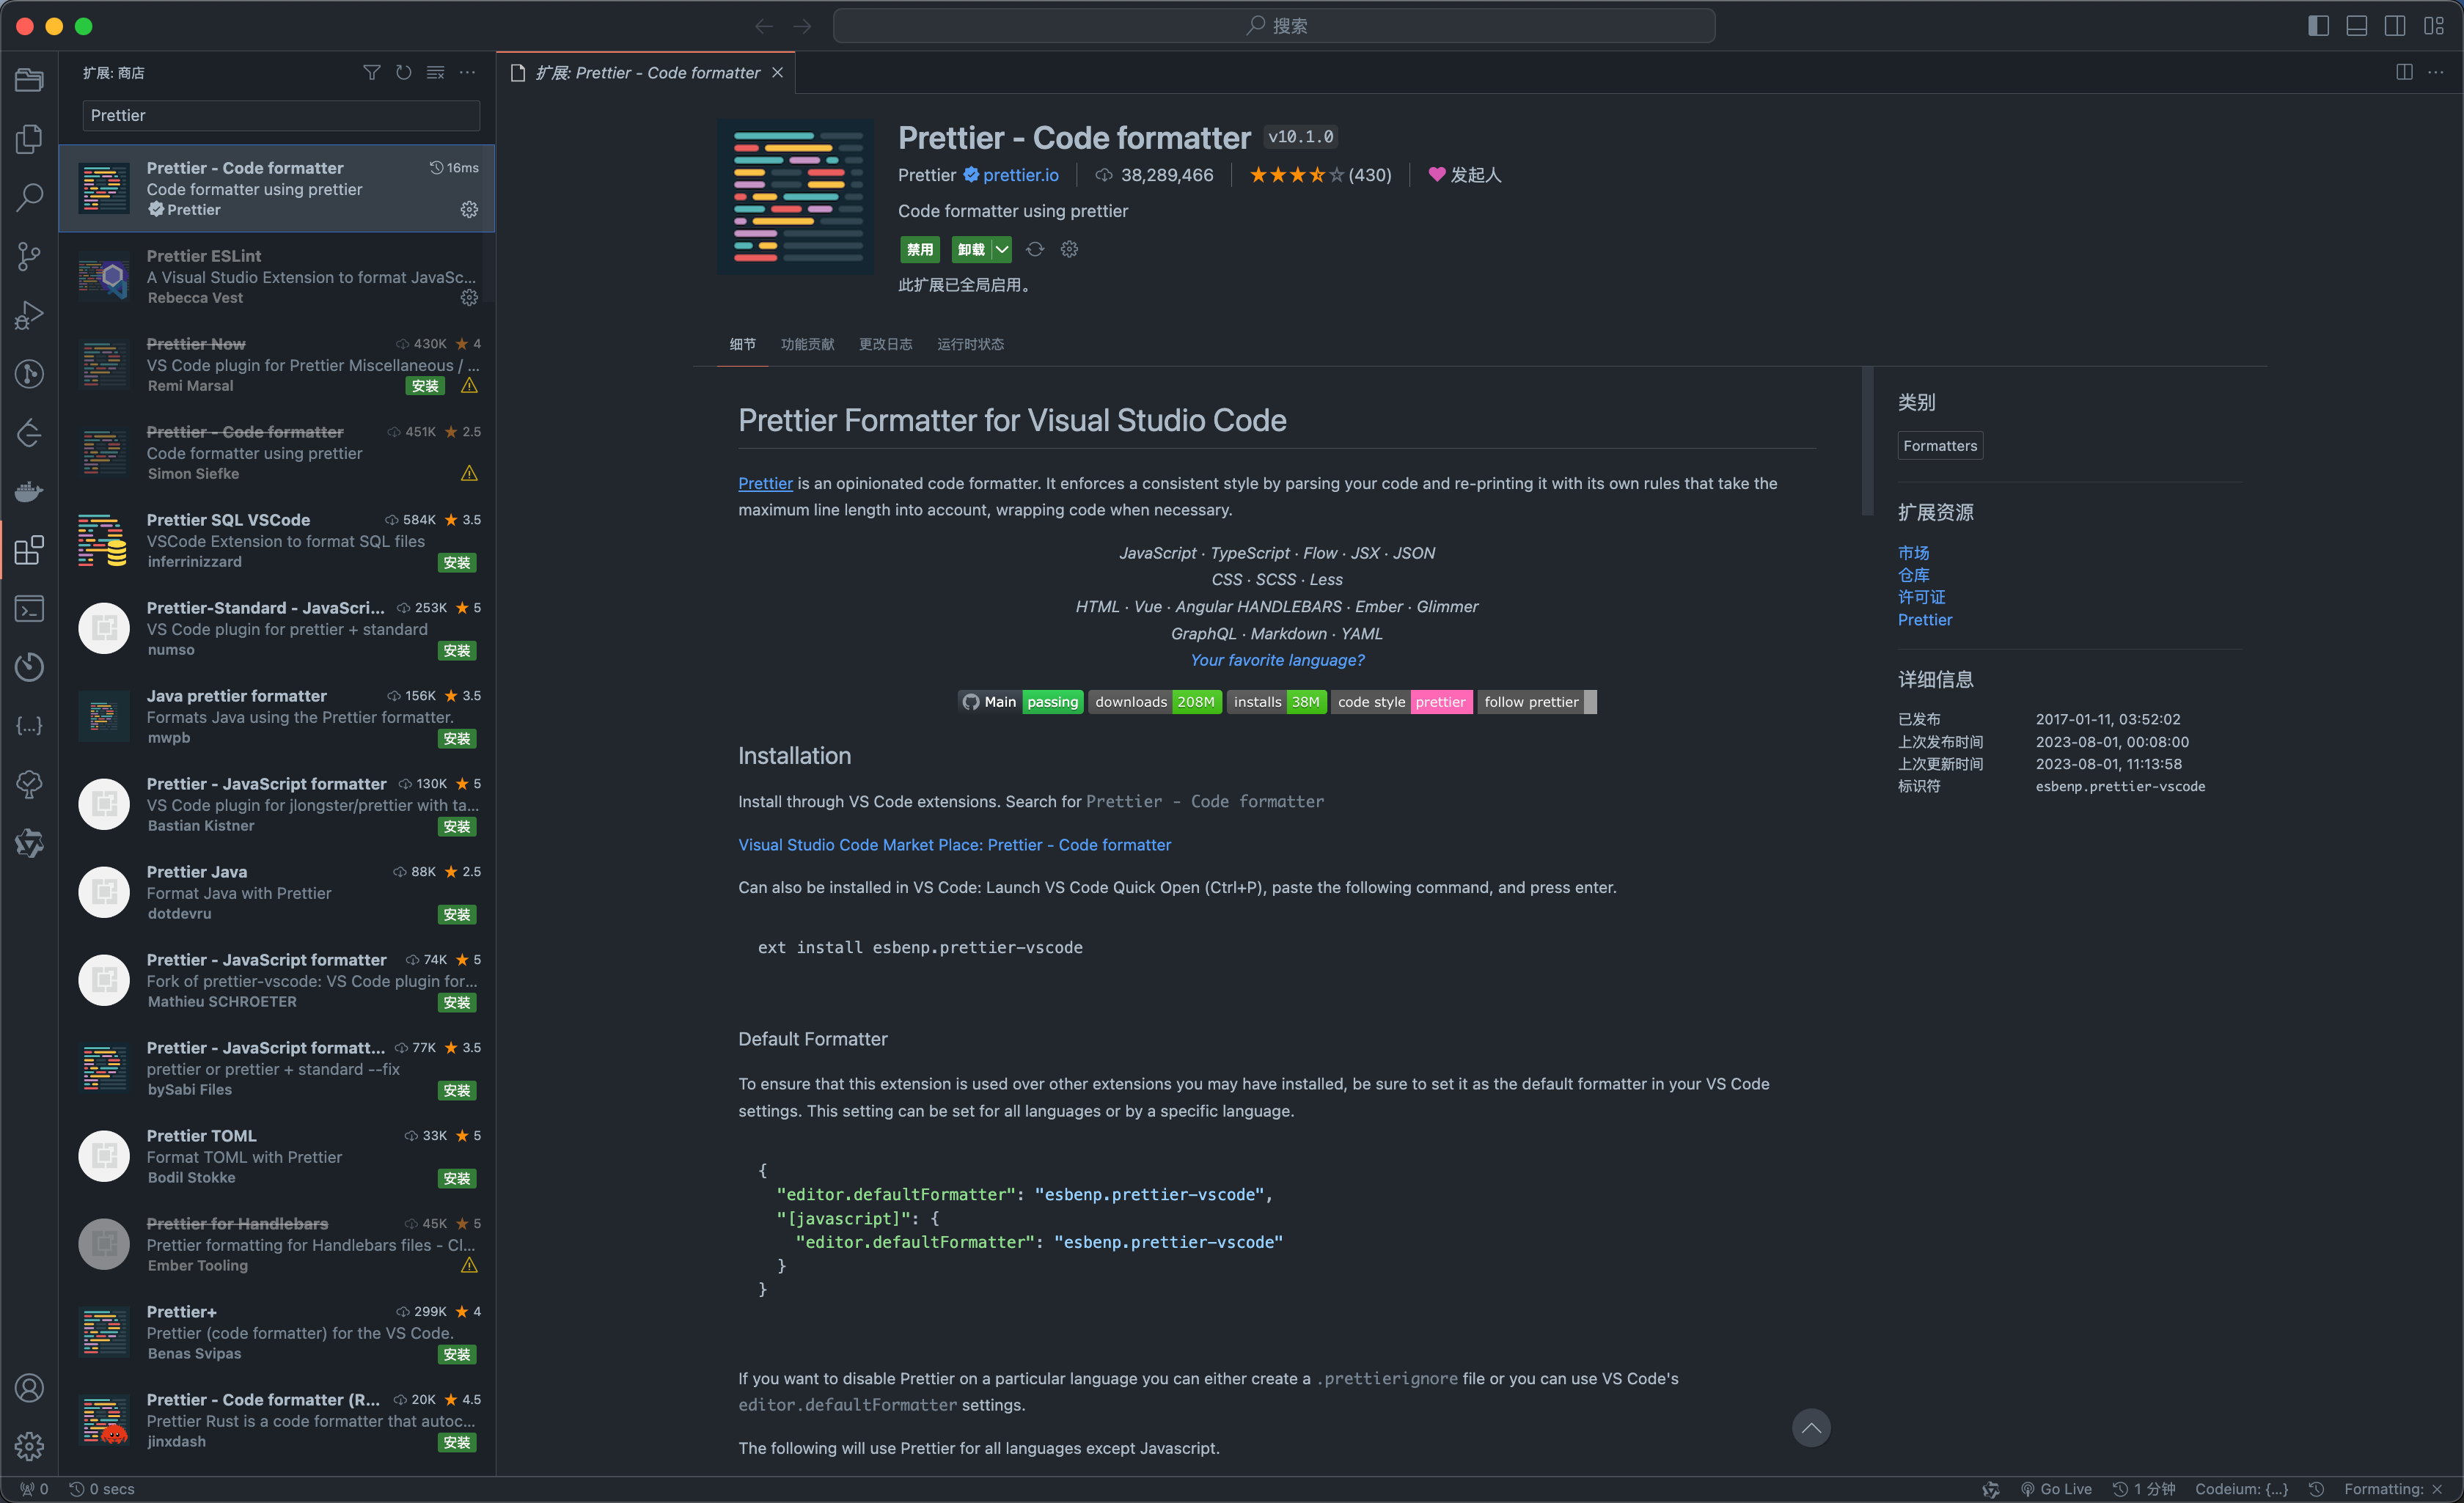 搜索
扩展: 商店
扩展: Prettier - Code formatter
Prettier
Prettier - Code formatter 16ms
Code formatter using prettier
Prettier
Prettier ESLint
A Visual Studio Extension to format JavaSc...
Rebecca Vest
Prettier Now 430K 4
VS Code plugin for Prettier Miscellaneous / ...
Remi Marsal 安装
Prettier - Code formatter 451K 2.5
Code formatter using prettier
Simon Siefke
Prettier SQL VSCode 584K 3.5
VSCode Extension to format SQL files
inferrinizzard 安装
Prettier-Standard - JavaScri... 253K 5
VS Code plugin for prettier + standard
numso 安装
Java prettier formatter 156K 3.5
Formats Java using the Prettier formatter.
mwpb 安装
Prettier - JavaScript formatter 130K 5
VS Code plugin for jlongster/prettier with ta...
Bastian Kistner 安装
Prettier Java 88K 2.5
Format Java with Prettier
dotdevru 安装
Prettier - JavaScript formatter 74K 5
Fork of prettier-vscode: VS Code plugin for...
Mathieu SCHROETER 安装
Prettier - JavaScript formatt... 77K 3.5
prettier or prettier + standard --fix
bySabi Files 安装
Prettier TOML 33K 5
Format TOML with Prettier
Bodil Stokke 安装
Prettier for Handlebars 45K 5
Prettier formatting for Handlebars files - Cl...
Ember Tooling
Prettier+ 299K 4
Prettier (code formatter) for the VS Code.
Benas Svipas 安装
Prettier - Code formatter (R... 20K 4.5
Prettier Rust is a code formatter that autoc...
jinxdash 安装
Prettier - Code formatter v10.1.0
Prettier prettier.io 38,289,466 (430) 发起人
Code formatter using prettier
禁用 卸载
此扩展已全局启用。
细节 功能贡献 更改日志 运行时状态
Prettier Formatter for Visual Studio Code
Prettier is an opinionated code formatter. It enforces a consistent style by parsing your code and re-printing it with its own rules that take the
maximum line length into account, wrapping code when necessary.
JavaScript · TypeScript · Flow · JSX · JSON
CSS · SCSS · Less
HTML · Vue · Angular HANDLEBARS · Ember · Glimmer
GraphQL · Markdown · YAML
Your favorite language?
Main passing downloads 208M installs 38M code style prettier follow prettier
Installation
Install through VS Code extensions. Search for Prettier - Code formatter
Visual Studio Code Market Place: Prettier - Code formatter
Can also be installed in VS Code: Launch VS Code Quick Open (Ctrl+P), paste the following command, and press enter.
ext install esbenp.prettier-vscode
Default Formatter
To ensure that this extension is used over other extensions you may have installed, be sure to set it as the default formatter in your VS Code
settings. This setting can be set for all languages or by a specific language.
{
"editor.defaultFormatter": "esbenp.prettier-vscode",
"[javascript]": {
"editor.defaultFormatter": "esbenp.prettier-vscode"
}
}
If you want to disable Prettier on a particular language you can either create a .prettierignore file or you can use VS Code's
editor.defaultFormatter settings.
The following will use Prettier for all languages except Javascript.
类别
Formatters
扩展资源
市场
仓库
许可证
Prettier
详细信息
已发布 2017-01-11, 03:52:02
上次发布时间 2023-08-01, 00:08:00
上次更新时间 2023-08-01, 11:13:58
标识符 esbenp.prettier-vscode
0 0 secs Go Live 1 分钟 Codeium: {...} Formatting: ×